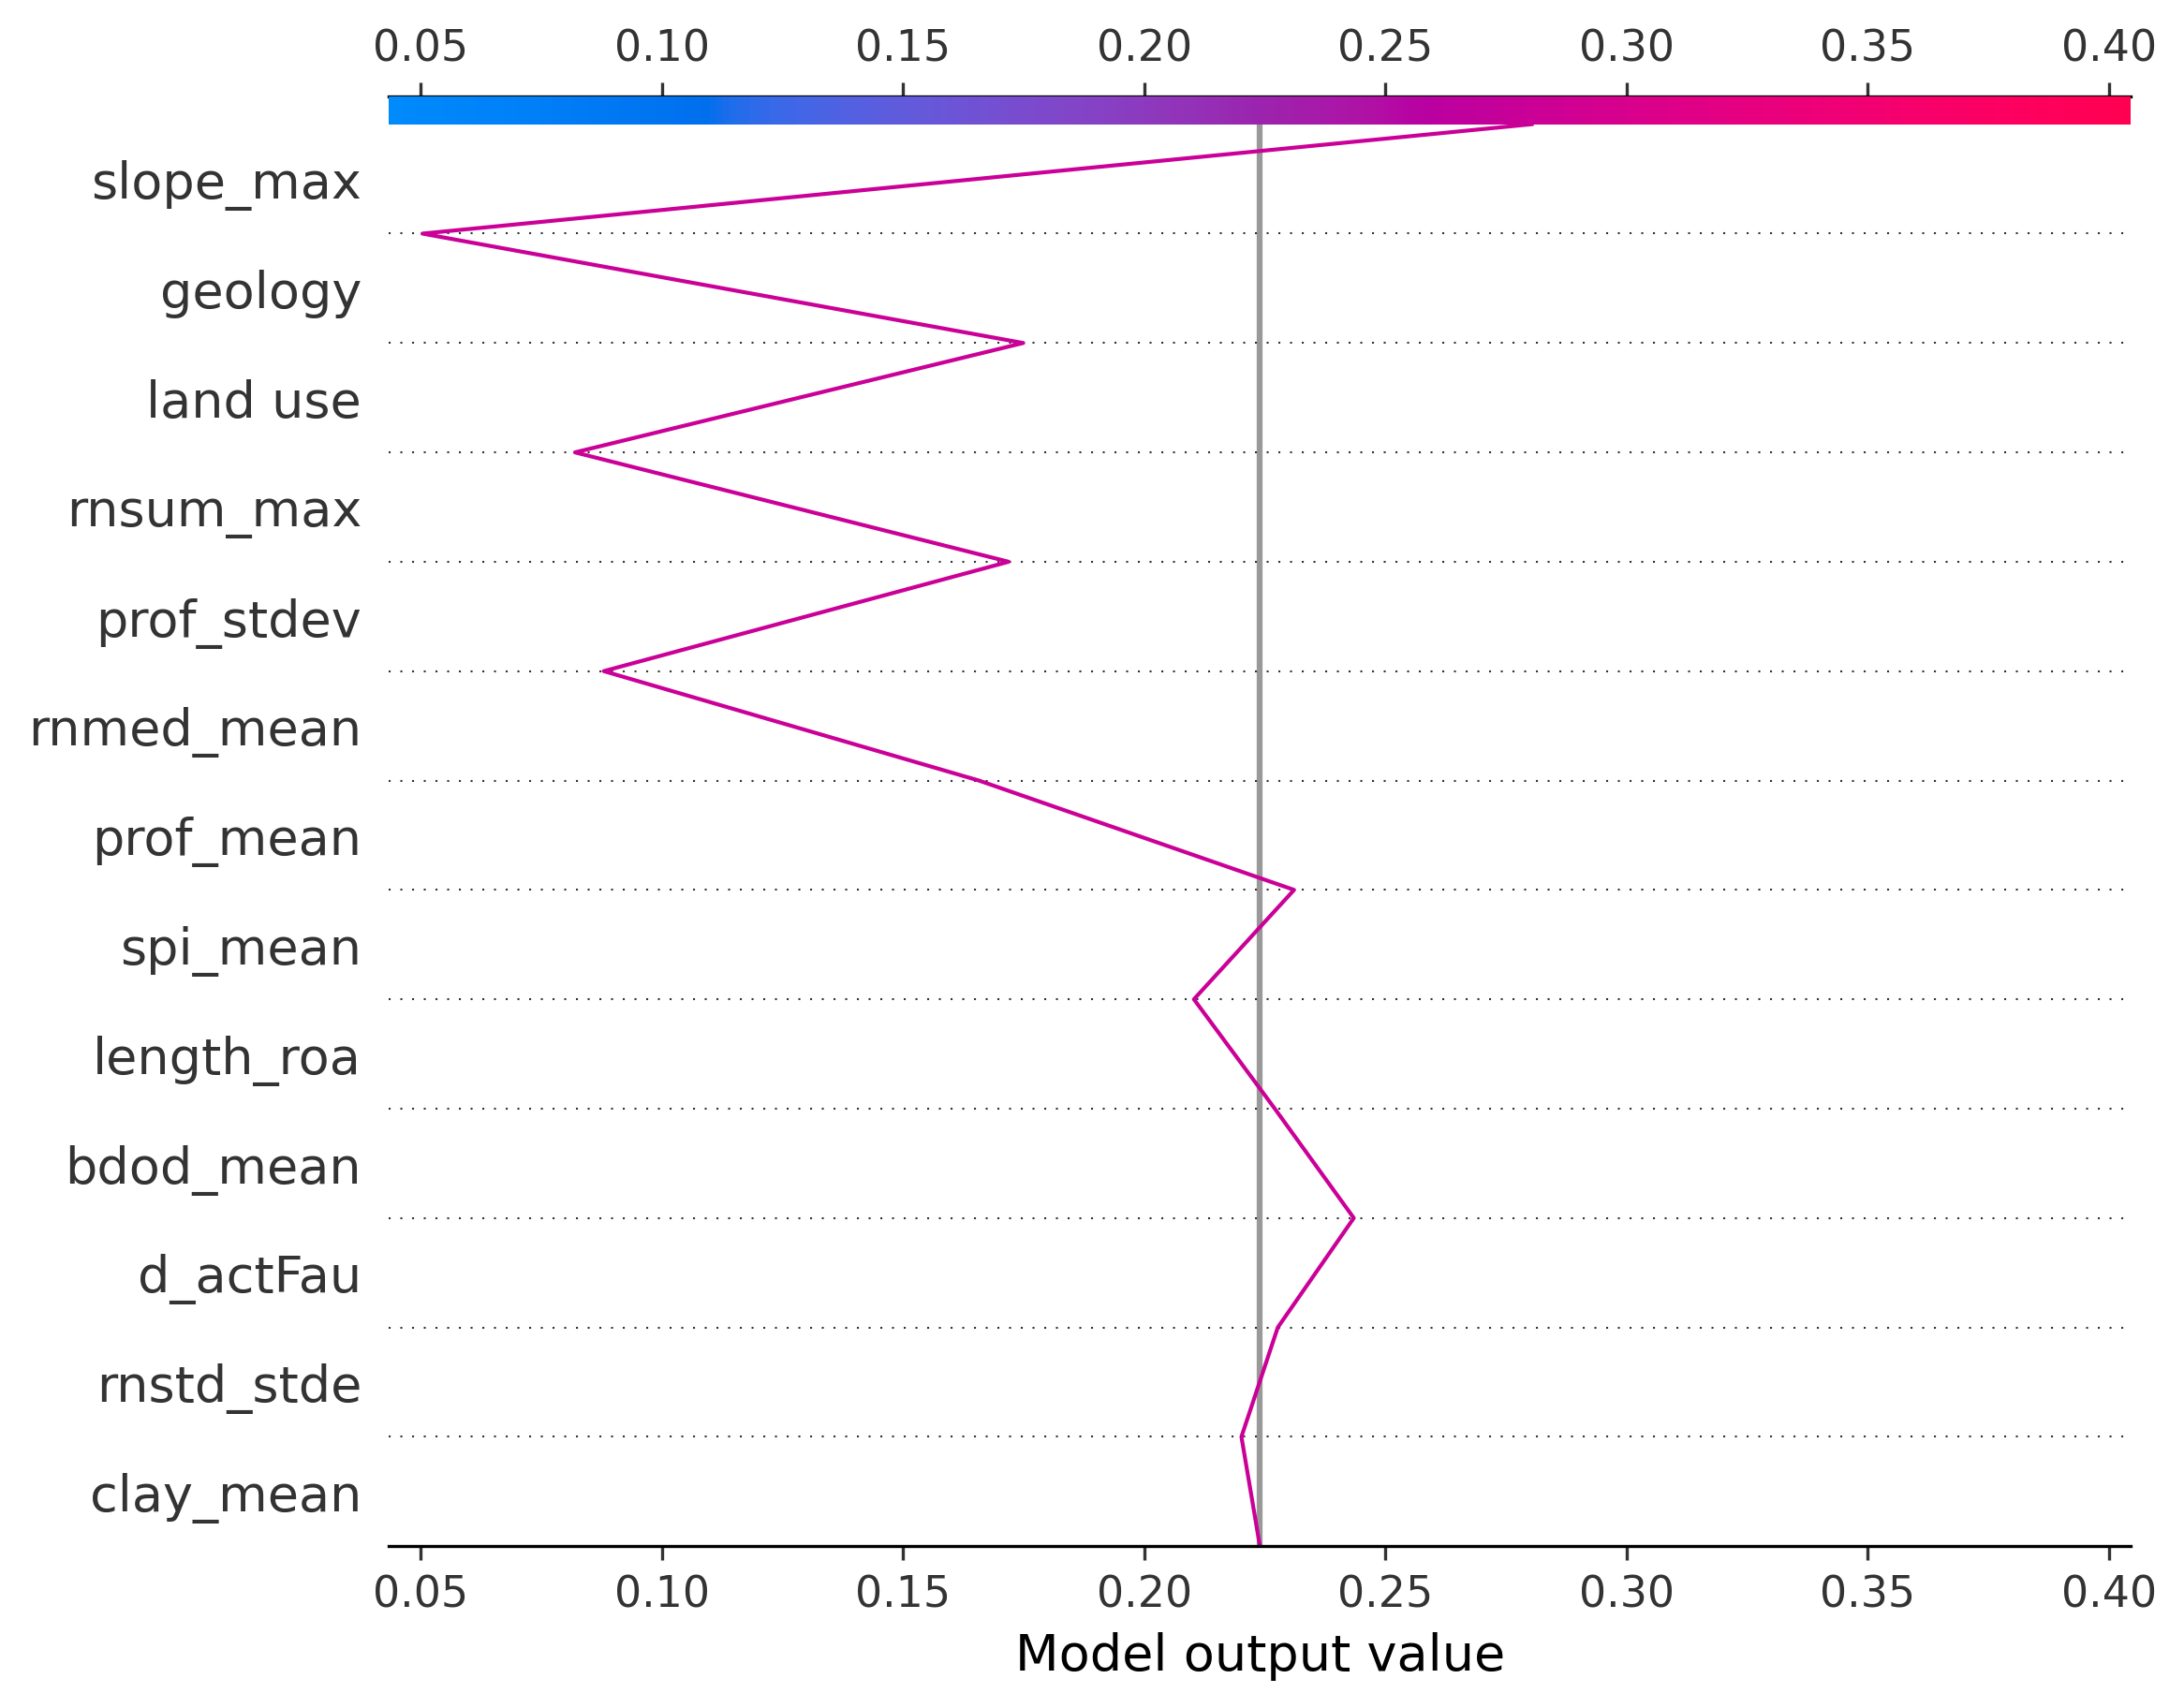 0.05 0.10 0.15 0.20 0.25 0.30 0.35 0.40
slope_max
geology
land use
rnsum_max
prof_stdev
rnmed_mean
prof_mean
spi_mean
length_roa
bdod_mean
d_actFau
rnstd_stde
clay_mean
0.05 0.10 0.15 0.20 0.25 0.30 0.35 0.40
Model output value